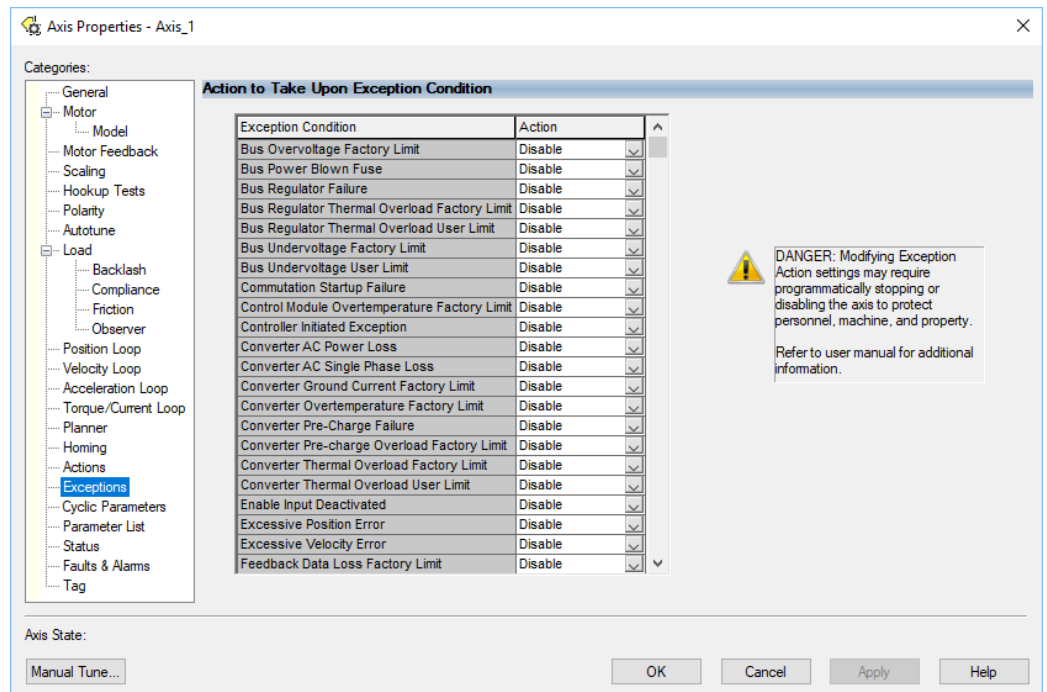 Axis Properties - Axis_1
Categories:
General
Motor
Model
Motor Feedback
Scaling
Hookup Tests
Polarity
Autotune
Load
Backlash
Compliance
Friction
Observer
Position Loop
Velocity Loop
Acceleration Loop
Torque/Current Loop
Planner
Homing
Actions
Exceptions
Cyclic Parameters
Parameter List
Status
Faults & Alarms
Tag
Action to Take Upon Exception Condition
Exception Condition Action
Bus Overvoltage Factory Limit Disable
Bus Power Blown Fuse Disable
Bus Regulator Failure Disable
Bus Regulator Thermal Overload Factory Limit Disable
Bus Regulator Thermal Overload User Limit Disable
Bus Undervoltage Factory Limit Disable
Bus Undervoltage User Limit Disable
Commutation Startup Failure Disable
Control Module Overtemperature Factory Limit Disable
Controller Initiated Exception Disable
Converter AC Power Loss Disable
Converter AC Single Phase Loss Disable
Converter Ground Current Factory Limit Disable
Converter Overtemperature Factory Limit Disable
Converter Pre-Charge Failure Disable
Converter Pre-charge Overload Factory Limit Disable
Converter Thermal Overload Factory Limit Disable
Converter Thermal Overload User Limit Disable
Enable Input Deactivated Disable
Excessive Position Error Disable
Excessive Velocity Error Disable
Feedback Data Loss Factory Limit Disable
DANGER: Modifying Exception
Action settings may require
programmatically stopping or
disabling the axis to protect
personnel, machine, and property.
Refer to user manual for additional
information.
Axis State:
Manual Tune...
OK
Cancel
Apply
Help